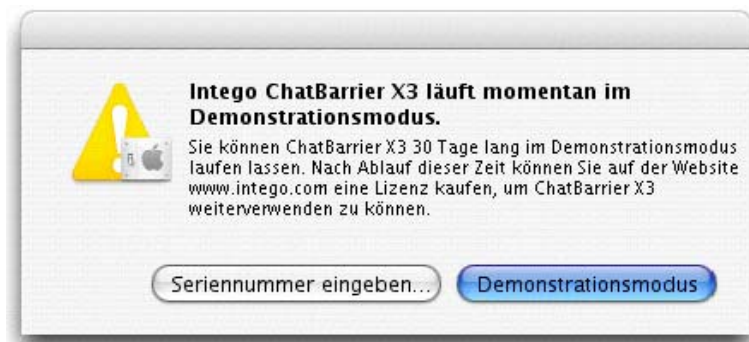 Intego ChatBarrier X3 läuft momentan im
Demonstrationsmodus.
Sie können ChatBarrier X3 30 Tage lang im Demonstrationsmodus
laufen lassen. Nach Ablauf dieser Zeit können Sie auf der Website
www.intego.com eine Lizenz kaufen, um ChatBarrier X3
weiterverwenden zu können.
Seriennummer eingeben...
Demonstrationsmodus